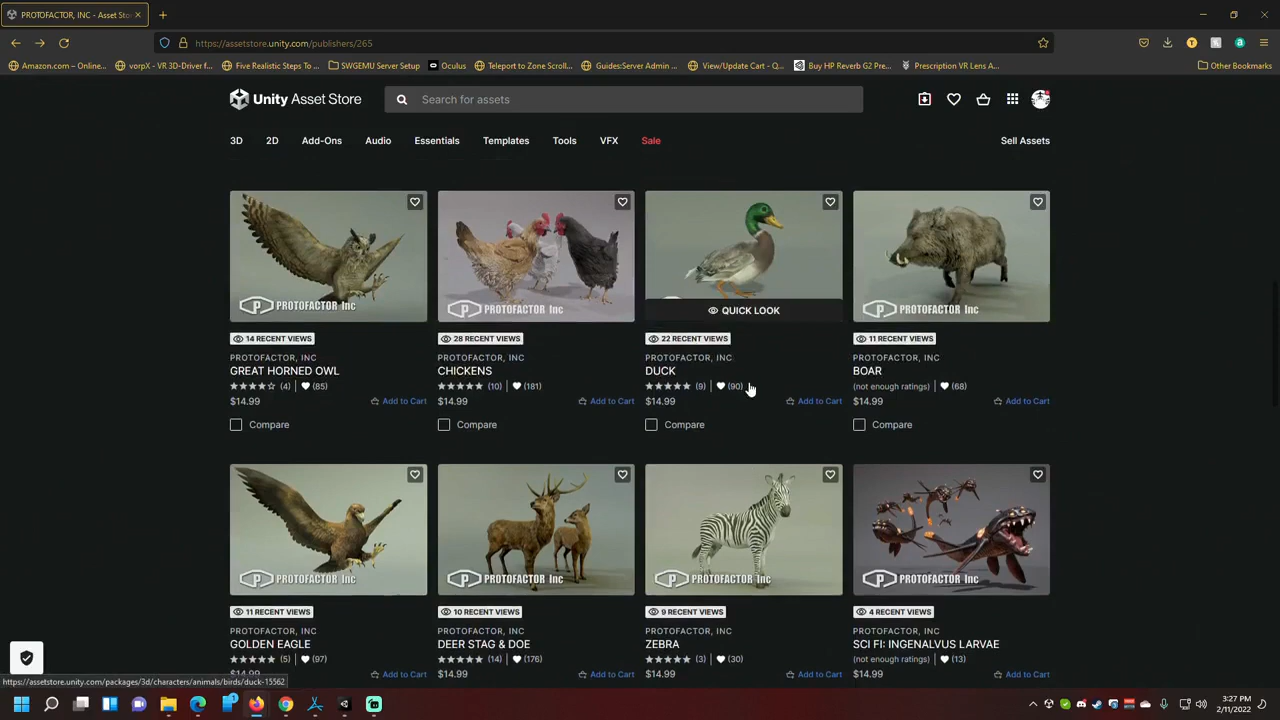 PROTOFACTOR, INC - Asset Sto
https://assetstore.unity.com/publishers/265
Amazon.com – Online... vorpX - VR 3D-Driver f... Five Realistic Steps To ... SWGEMU Server Setup Oculus Teleport to Zone Scroll... Guides:Server Admin ... View/Update Cart - Q... Buy HP Reverb G2 Pre... Prescription VR Lens A... Other Bookmarks
Unity Asset Store Search for assets
3D 2D Add-Ons Audio Essentials Templates Tools VFX Sale Sell Assets
PROTOFACTOR Inc PROTOFACTOR Inc QUICK LOOK PROTOFACTOR Inc
14 RECENT VIEWS 28 RECENT VIEWS 22 RECENT VIEWS 11 RECENT VIEWS
PROTOFACTOR, INC PROTOFACTOR, INC PROTOFACTOR, INC PROTOFACTOR, INC
GREAT HORNED OWL CHICKENS DUCK BOAR
(4) (85) (10) (181) (9) (90) (not enough ratings) (68)
$14.99 Add to Cart $14.99 Add to Cart $14.99 Add to Cart $14.99 Add to Cart
Compare Compare Compare Compare
PROTOFACTOR Inc PROTOFACTOR Inc PROTOFACTOR Inc PROTOFACTOR Inc
11 RECENT VIEWS 10 RECENT VIEWS 9 RECENT VIEWS 4 RECENT VIEWS
PROTOFACTOR, INC PROTOFACTOR, INC PROTOFACTOR, INC PROTOFACTOR, INC
GOLDEN EAGLE DEER STAG & DOE ZEBRA SCI FI: INGENALVUS LARVAE
(5) (97) (14) (176) (3) (30) (not enough ratings) (13)
$14.99 Add to Cart $14.99 Add to Cart $14.99 Add to Cart $14.99 Add to Cart
https://assetstore.unity.com/packages/3d/characters/animals/birds/duck-15562
3:27 PM
2/11/2022